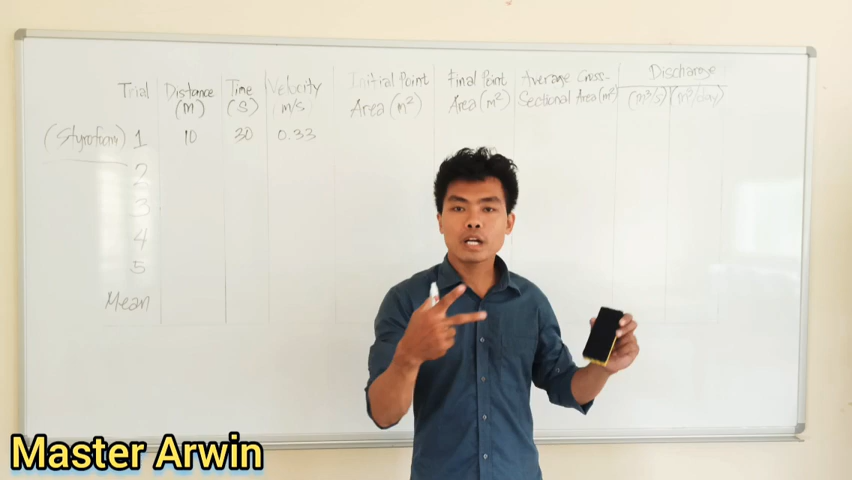 Trial Distance (m) Time (s) Velocity m/s Initial Point Area (m²) Final Point Area (m²) Average Cross-Sectional Area (m²) Discharge (m³/s) (m³/day)
(Styrofoam) 1 10 30 0.33
2
3
4
5
Mean
Master Arwin